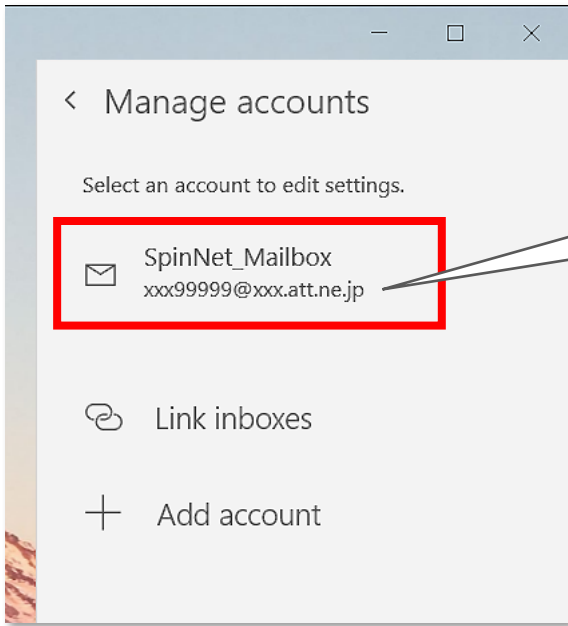 Manage accounts
Select an account to edit settings.
SpinNet_Mailbox
xxx99999@xxx.att.ne.jp
Link inboxes
Add account